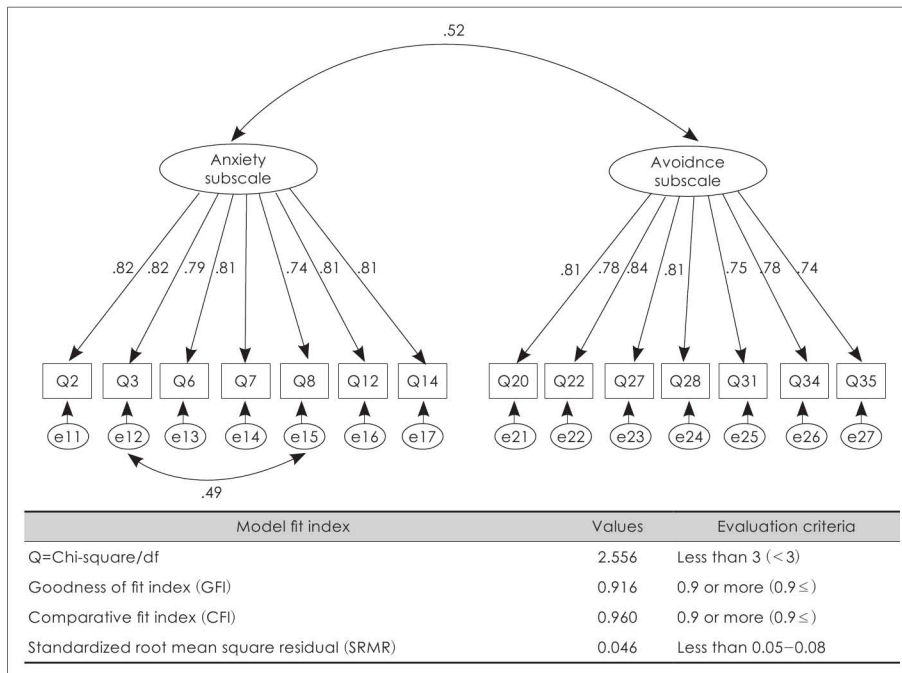 .52
Anxiety
subscale
Avoidnce
subscale
.82 .82 .79 .81 .74 .81 .81
.81 .78 .84 .81 .75 .78 .74
Q2 Q3 Q6 Q7 Q8 Q12 Q14
Q20 Q22 Q27 Q28 Q31 Q34 Q35
e11 e12 e13 e14 e15 e16 e17
e21 e22 e23 e24 e25 e26 e27
.49
Model fit index Values Evaluation criteria
Q=Chi-square/df 2.556 Less than 3 (<3)
Goodness of fit index (GFI) 0.916 0.9 or more (0.9≤)
Comparative fit index (CFI) 0.960 0.9 or more (0.9≤)
Standardized root mean square residual (SRMR) 0.046 Less than 0.05–0.08